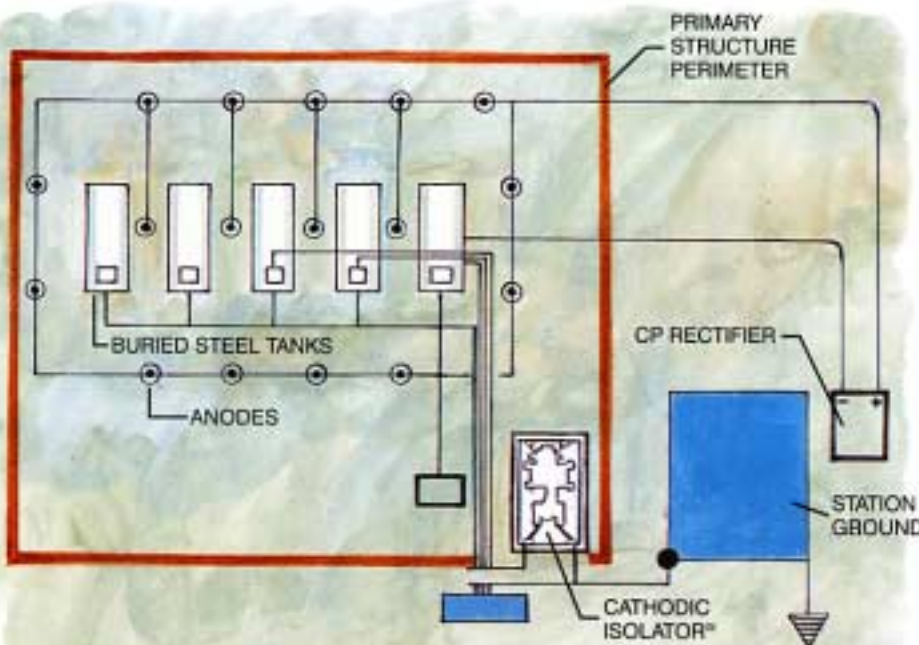 PRIMARY
STRUCTURE
PERIMETER
BURIED STEEL TANKS
CP RECTIFIER
ANODES
− +
STATION
GROUND
CATHODIC
ISOLATOR